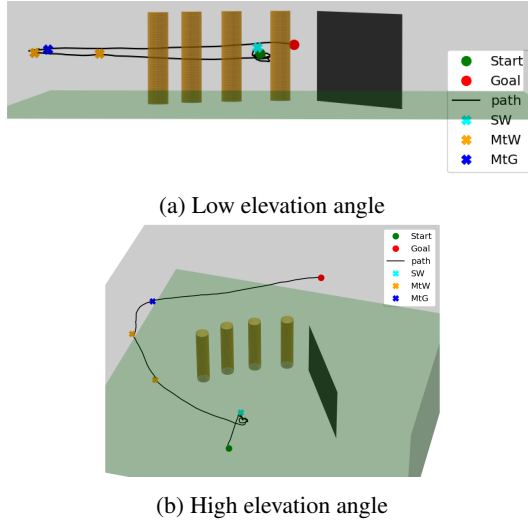 Start
Goal
path
SW
MtW
MtG
(a) Low elevation angle
Start
Goal
path
SW
MtW
MtG
(b) High elevation angle